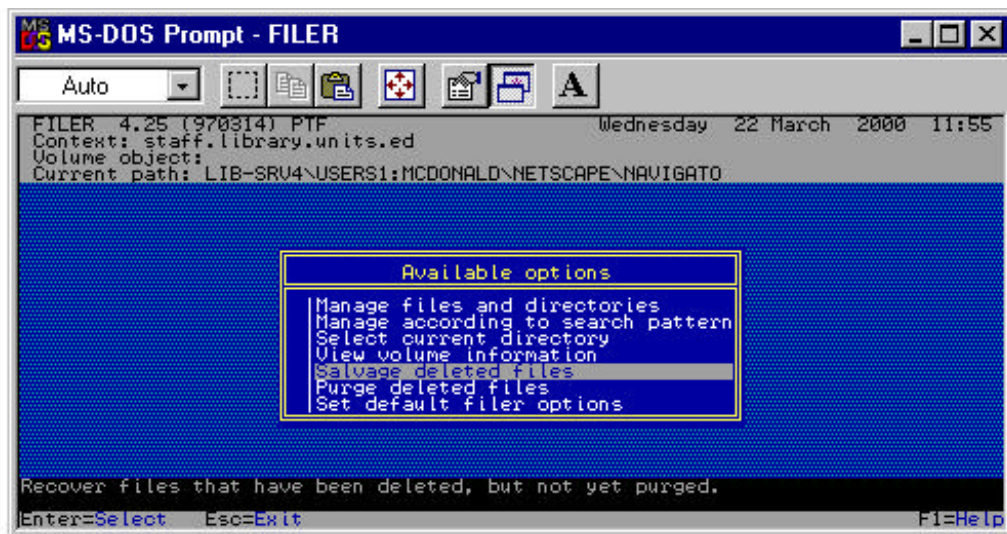 MS-DOS Prompt - FILER
Auto
A
FILER 4.25 (970314) PTF Wednesday 22 March 2000 11:55
Context: staff.library.units.ed
Volume object:
Current path: LIB-SRV4\USERS1:MCDONALD\NETSCAPE\NAVIGATO
Available options
Manage files and directories
Manage according to search pattern
Select current directory
View volume information
Salvage deleted files
Purge deleted files
Set default filer options
Recover files that have been deleted, but not yet purged.
Enter=Select Esc=Exit F1=Help